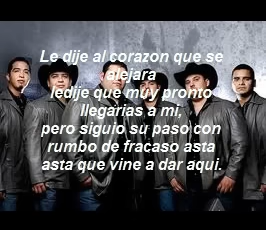 Le dije al corazon que se
alejara
ledije que muy pronto
llegarias a mi,
pero siguio su paso con
rumbo de fracaso asta
asta que vine a dar aqui.